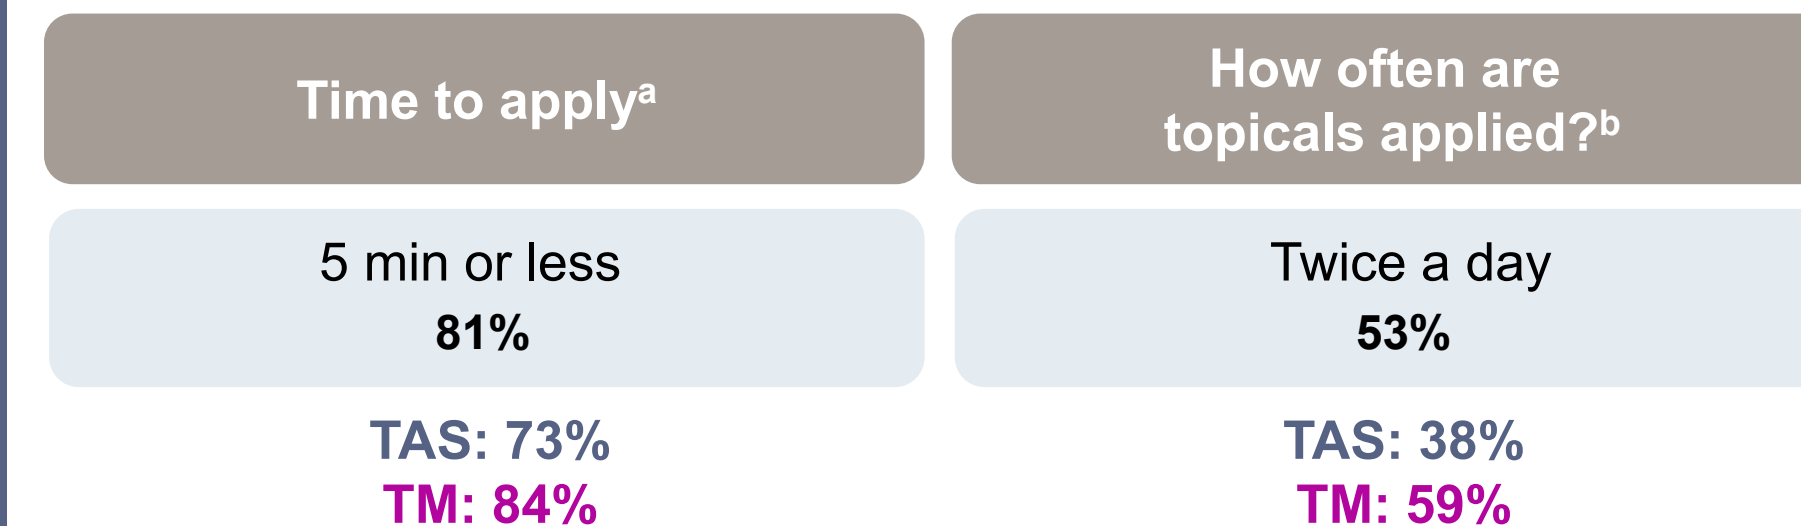 Time to applyᵃ
5 min or less
81%
TAS: 73%
TM: 84%
How often are
topicals applied?ᵇ
Twice a day
53%
TAS: 38%
TM: 59%